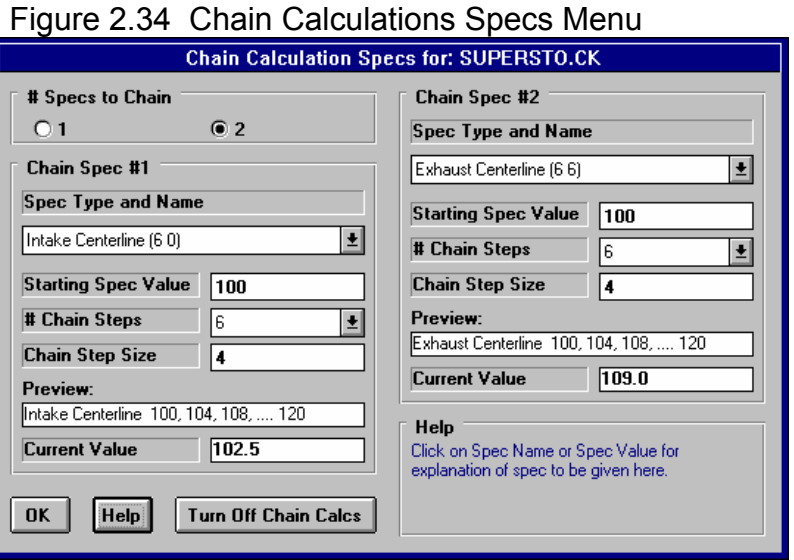 Figure 2.34 Chain Calculations Specs Menu
Chain Calculation Specs for: SUPERSTO.CK
# Specs to Chain
1 2
Chain Spec #1
Spec Type and Name
Intake Centerline (6 0)
Starting Spec Value 100
# Chain Steps 6
Chain Step Size 4
Preview:
Intake Centerline 100, 104, 108, .... 120
Current Value 102.5
OK Help Turn Off Chain Calcs
Chain Spec #2
Spec Type and Name
Exhaust Centerline (6 6)
Starting Spec Value 100
# Chain Steps 6
Chain Step Size 4
Preview:
Exhaust Centerline 100, 104, 108, .... 120
Current Value 109.0
Help
Click on Spec Name or Spec Value for
explanation of spec to be given here.